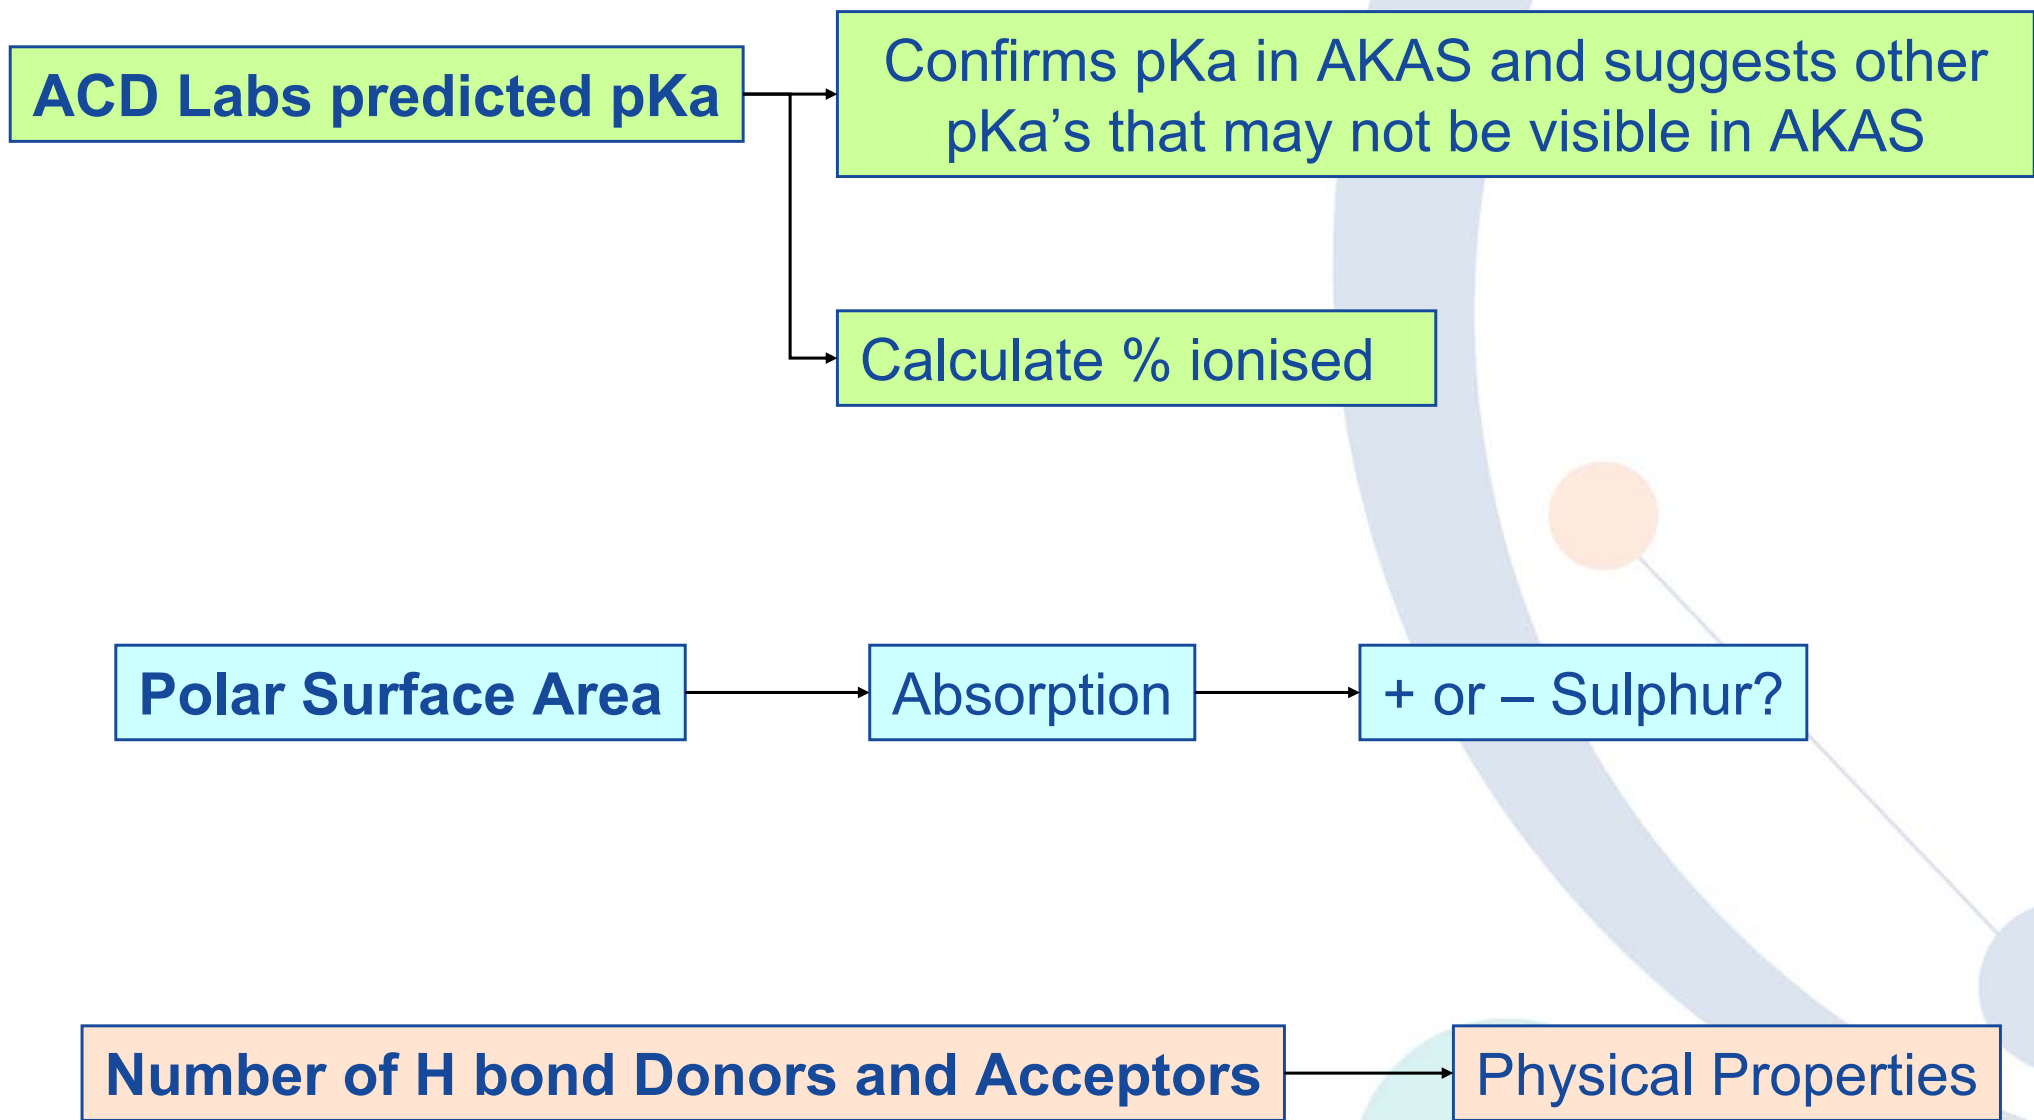 ACD Labs predicted pKa
Confirms pKa in AKAS and suggests other
pKa’s that may not be visible in AKAS
Calculate % ionised
Polar Surface Area
Absorption
+ or – Sulphur?
Number of H bond Donors and Acceptors
Physical Properties